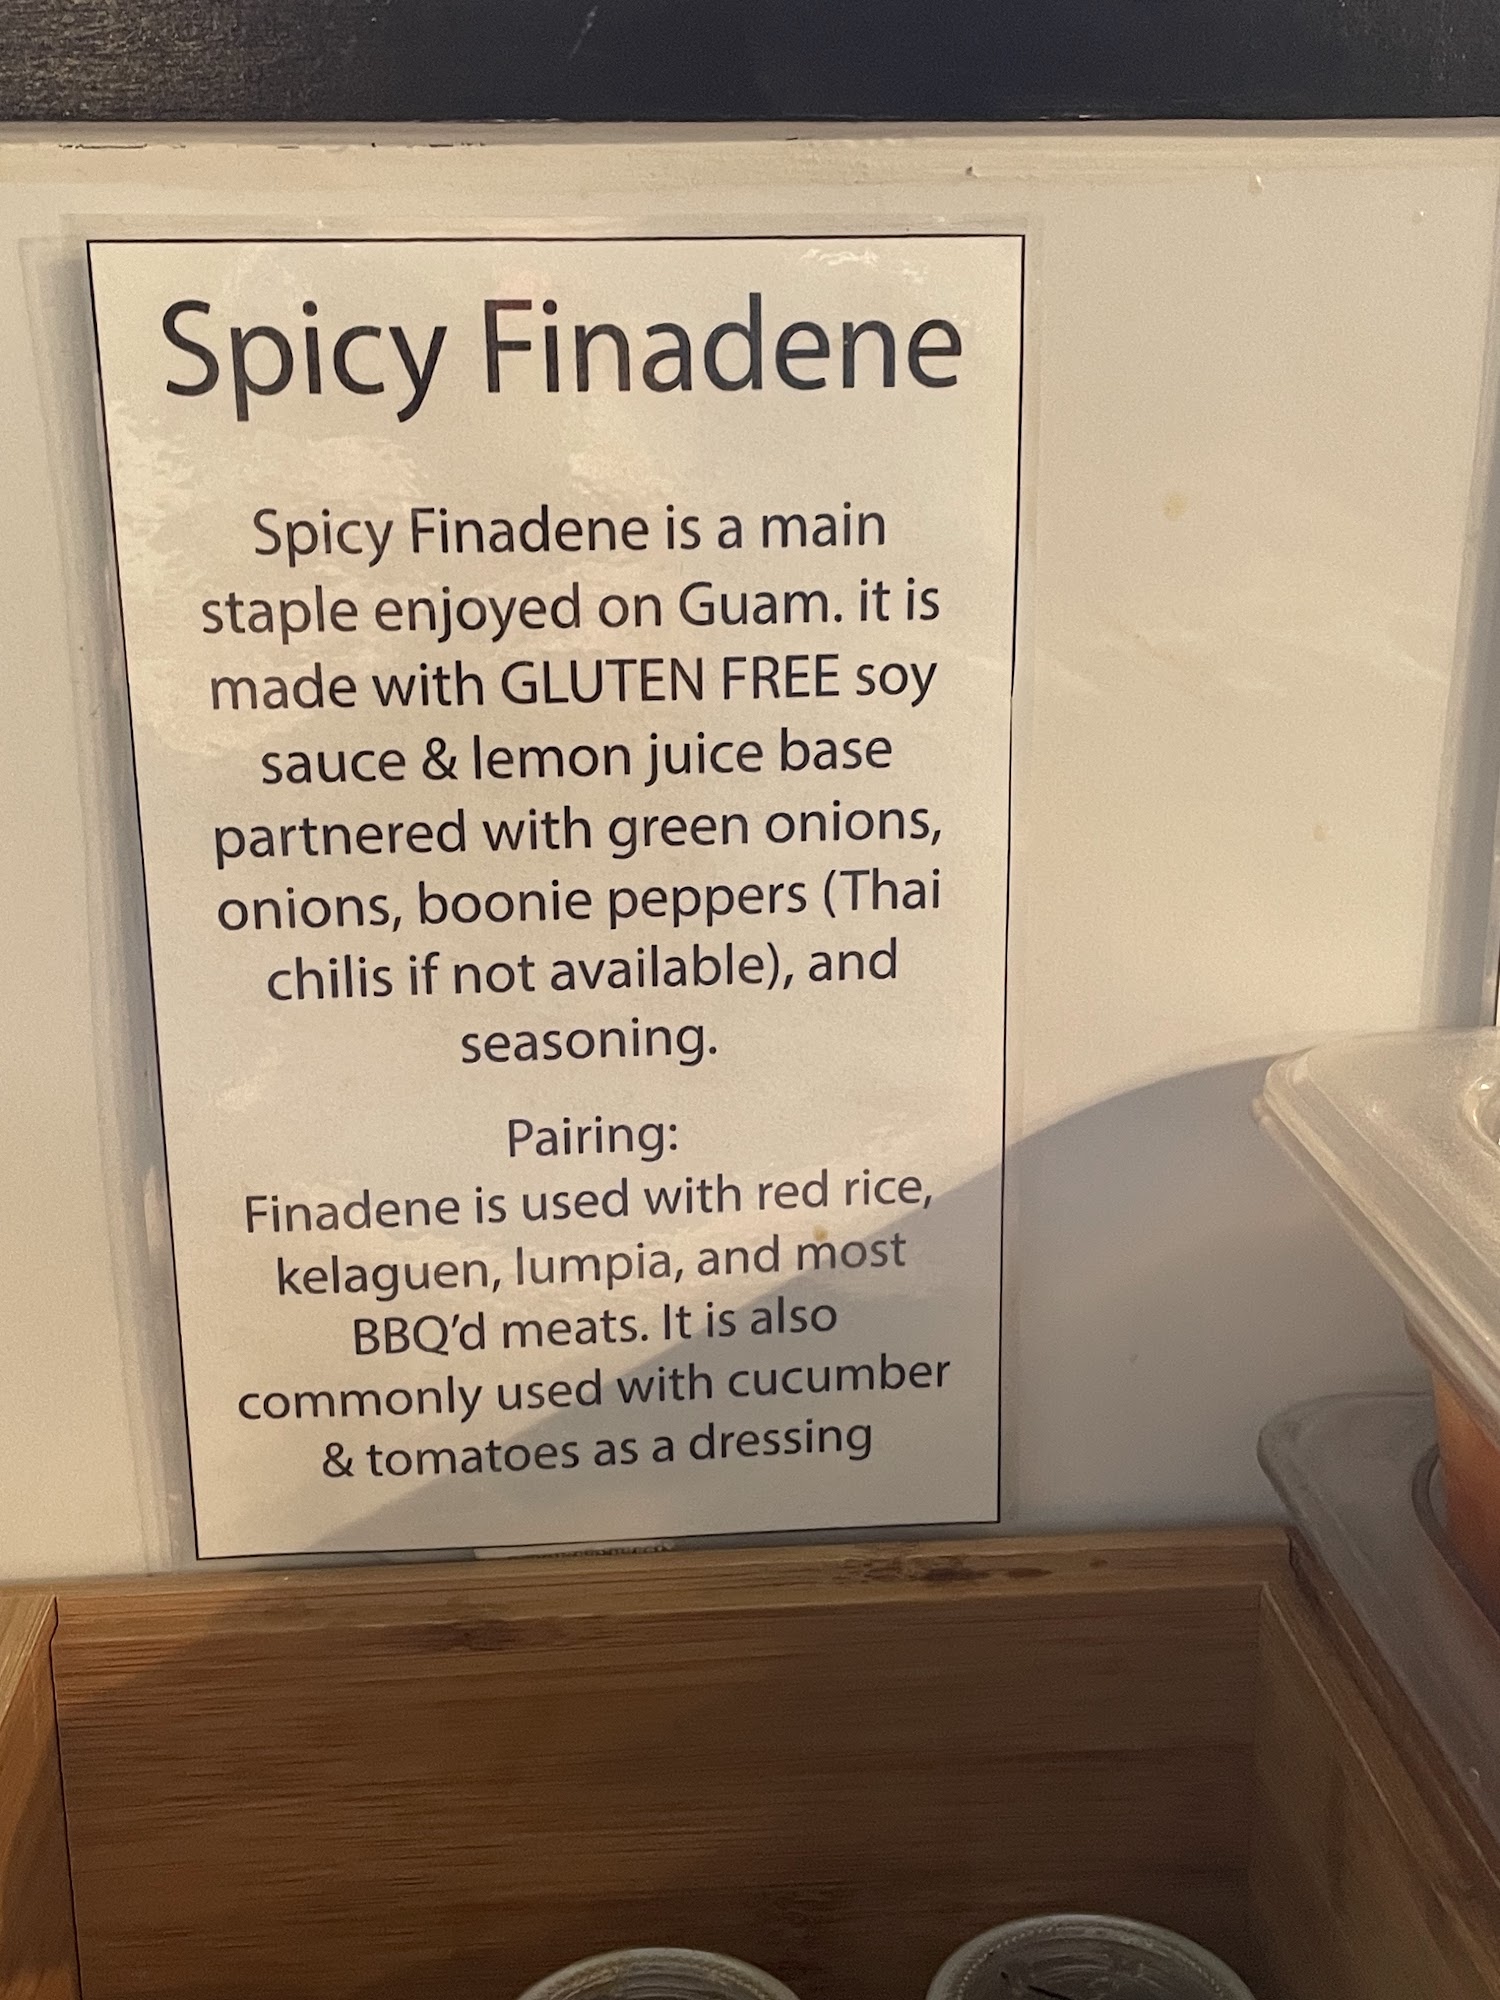 Spicy Finadene
Spicy Finadene is a main
staple enjoyed on Guam. it is
made with GLUTEN FREE soy
sauce & lemon juice base
partnered with green onions,
onions, boonie peppers (Thai
chilis if not available), and
seasoning.
Pairing:
Finadene is used with red rice,
kelaguen, lumpia, and most
BBQ'd meats. It is also
commonly used with cucumber
& tomatoes as a dressing